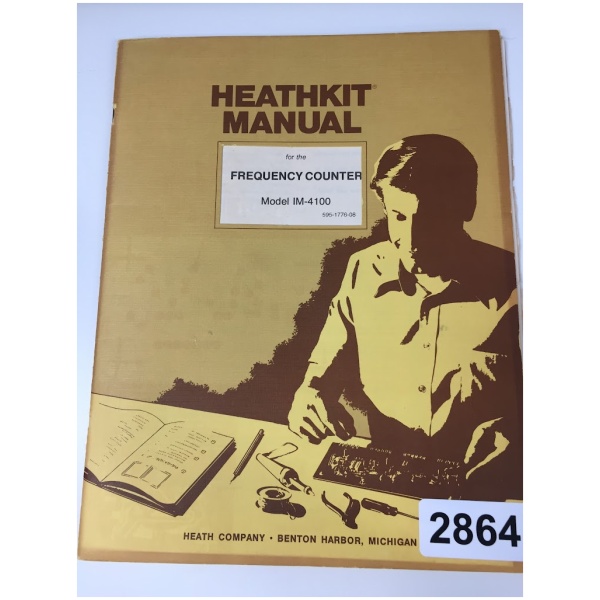 HEATHKIT®
MANUAL
for the
FREQUENCY COUNTER
Model IM-4100
595-1776-08
HEATH COMPANY • BENTON HARBOR, MICHIGAN
2864